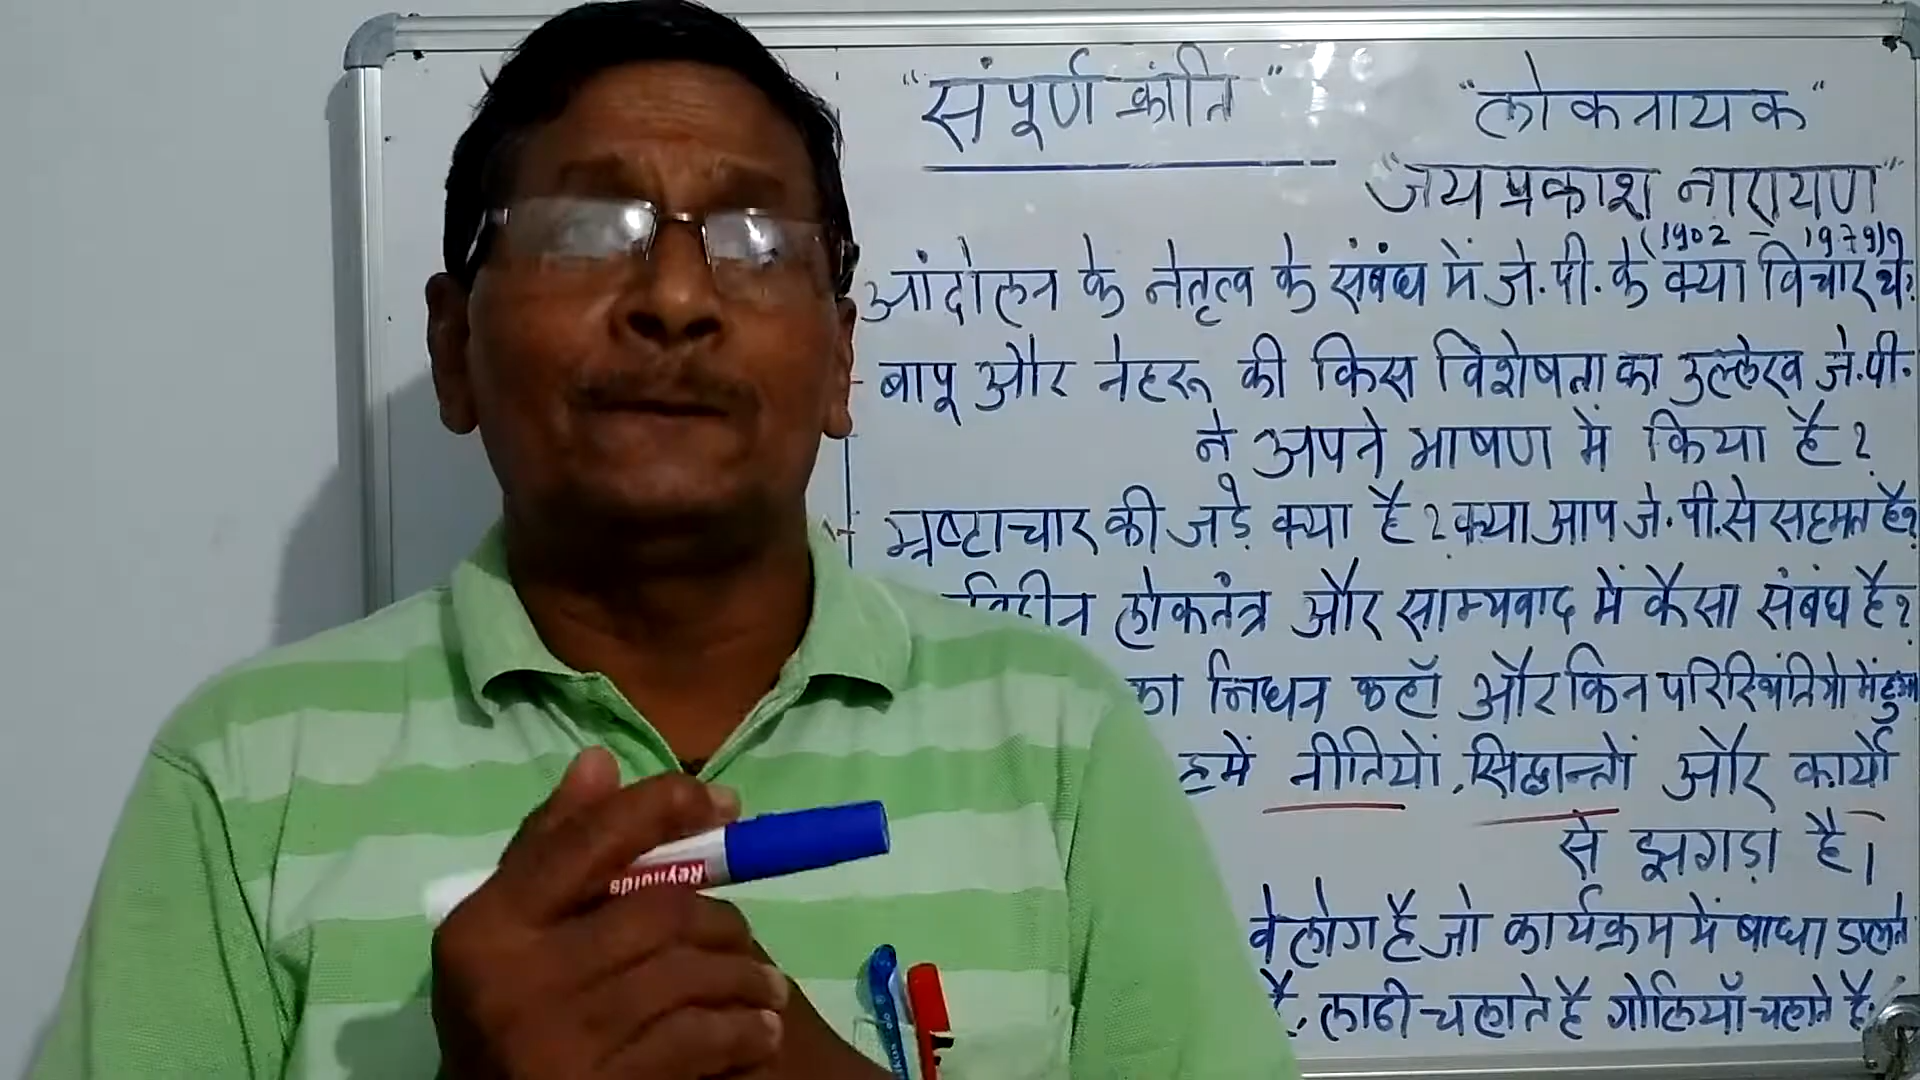 "संपूर्ण क्रांति"
"लोकनायक"
"जयप्रकाश नारायण"
(1902 - 1979)
आंदोलन के नेतृत्व के संबंध में जे.पी. के क्या विचार थे?
बापू और नेहरू की किस विशेषता का उल्लेख जे.पी.
ने अपने भाषण में किया है?
भ्रष्टाचार की जड़े क्या है? क्या आप जे.पी. से सहमत है?
लोकतंत्र और साम्यवाद में कैसा संबंध है?
का निधन कहाँ और किन परिस्थितियो में हुआ
हमें नीतियों, सिद्धान्तों और कार्यों
से झगड़ा है।
वे लोग है जो कार्यक्रम में बाधा डालते
है, लाठी चलाते है गोलियाँ चलाते है
Reynolds